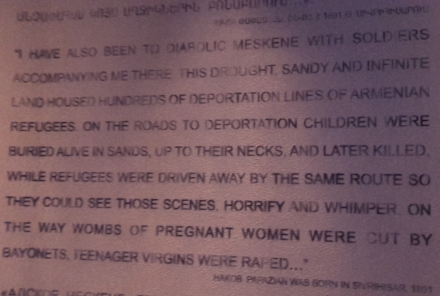 "I HAVE ALSO BEEN TO DIABOLIC MESKENE WITH SOLDIERS
ACCOMPANYING ME THERE. THIS DROUGHT, SANDY AND INFINITE
LAND HOUSED HUNDREDS OF DEPORTATION LINES OF ARMENIAN
REFUGEES. ON THE ROADS TO DEPORTATION CHILDREN WERE
BURIED ALIVE IN SANDS, UP TO THEIR NECKS, AND LATER KILLED,
WHILE REFUGEES WERE DRIVEN AWAY BY THE SAME ROUTE SO
THEY COULD SEE THOSE SCENES, HORRIFY AND WHIMPER. ON
THE WAY WOMBS OF PREGNANT WOMEN WERE CUT BY
BAYONETS, TEENAGER VIRGINS WERE RAPED..."
HAKOB PAPAZIAN WAS BORN IN SIVRIHISAR, 1891